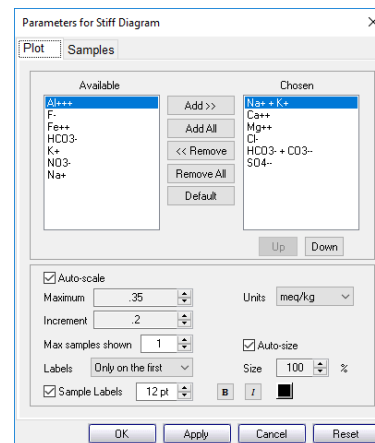 Parameters for Stiff Diagram
Plot Samples
Available Chosen
Al+++
F-
Fe++
HCO3-
K+
NO3-
Na+
Add >>
Add All
<< Remove
Remove All
Default
Na+ + K+
Ca++
Mg++
Cl-
HCO3- + CO3--
SO4--
Up Down
Auto-scale
Maximum .35 Units meq/kg
Increment .2
Max samples shown 1 Auto-size
Labels Only on the first Size 100 %
Sample Labels 12 pt B I
OK Apply Cancel Reset